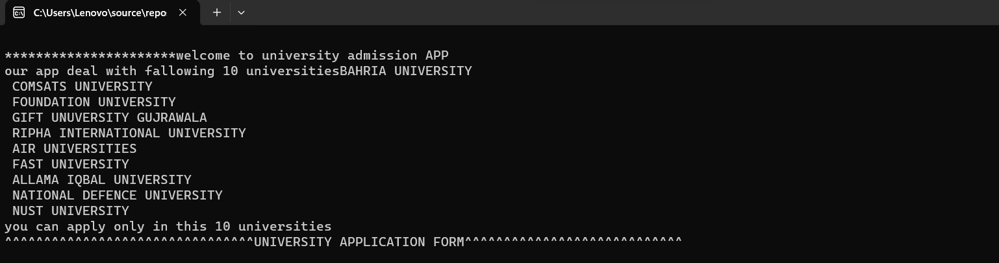 C:\Users\Lenovo\source\repo
**********************welcome to university admission APP
our app deal with fallowing 10 universitiesBAHRIA UNIVERSITY
COMSATS UNIVERSITY
FOUNDATION UNIVERSITY
GIFT UNUVERSITY GUJRAWALA
RIPHA INTERNATIONAL UNIVERSITY
AIR UNIVERSITIES
FAST UNIVERSITY
ALLAMA IQBAL UNIVERSITY
NATIONAL DEFENCE UNIVERSITY
NUST UNIVERSITY
you can apply only in this 10 universities
^^^^^^^^^^^^^^^^^^^^^^^^^^^^^^^^UNIVERSITY APPLICATION FORM^^^^^^^^^^^^^^^^^^^^^^^^^^^^